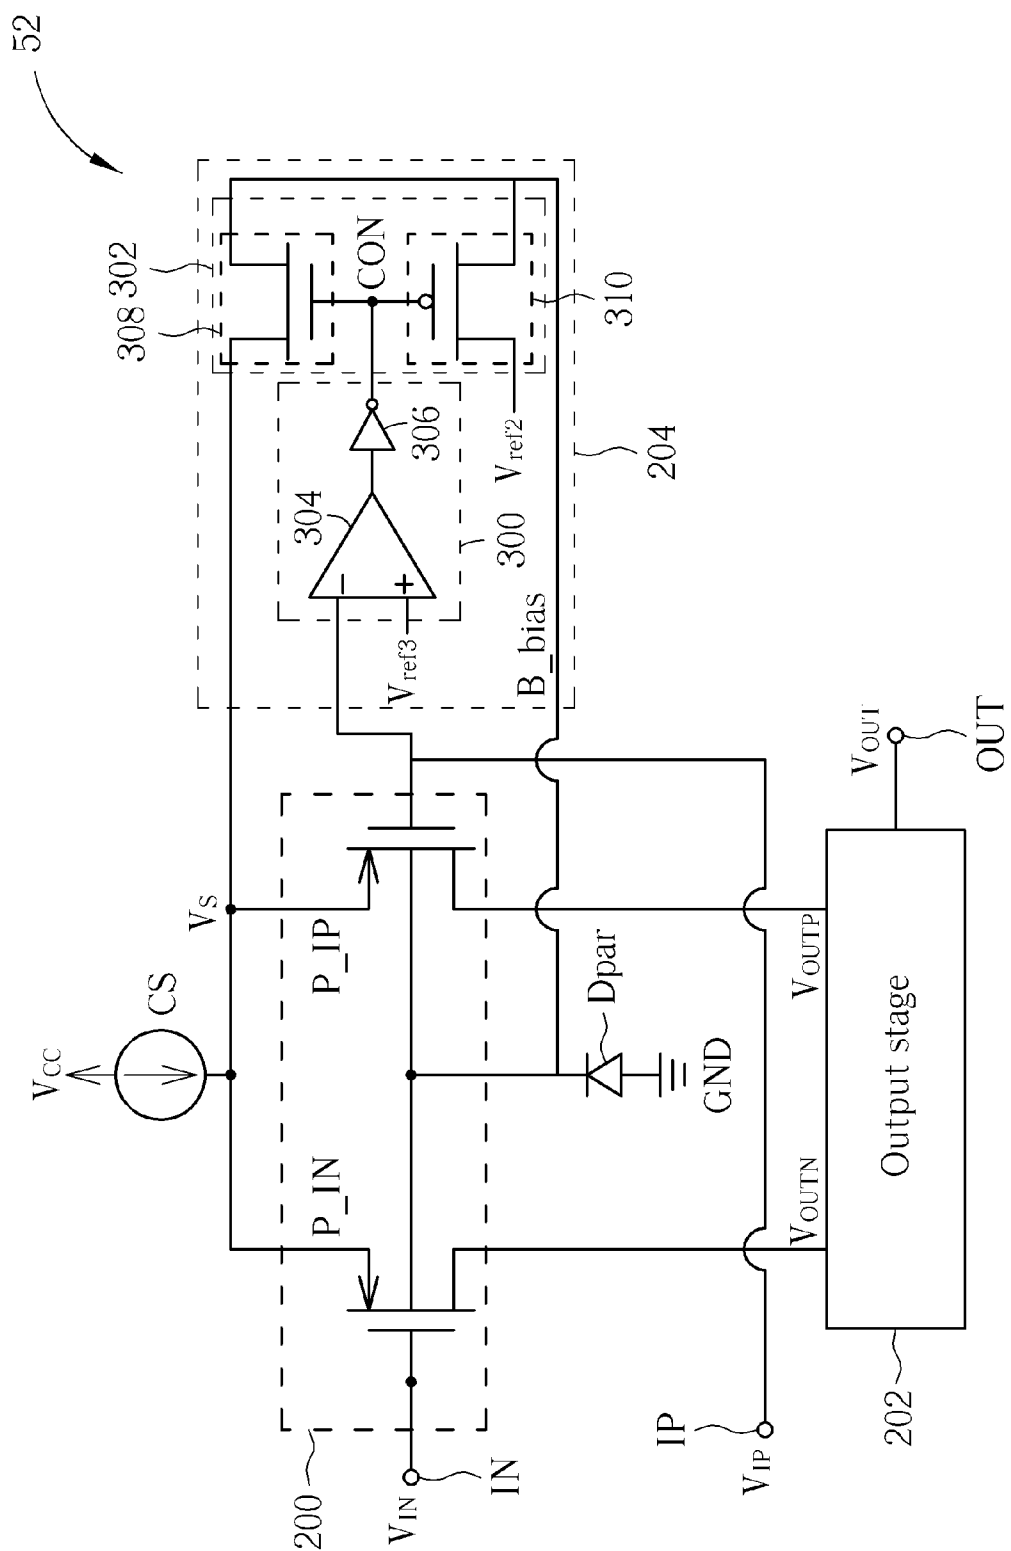 52
302
308
CON
310
306
304
300
Vref2
Vref3
204
B_bias
VCC
CS
VS
P_IP
P_IN
Dpar
GND
200
VIN
IN
IP
VIP
VOUTN
VOUTP
Output stage
202
VOUT
OUT